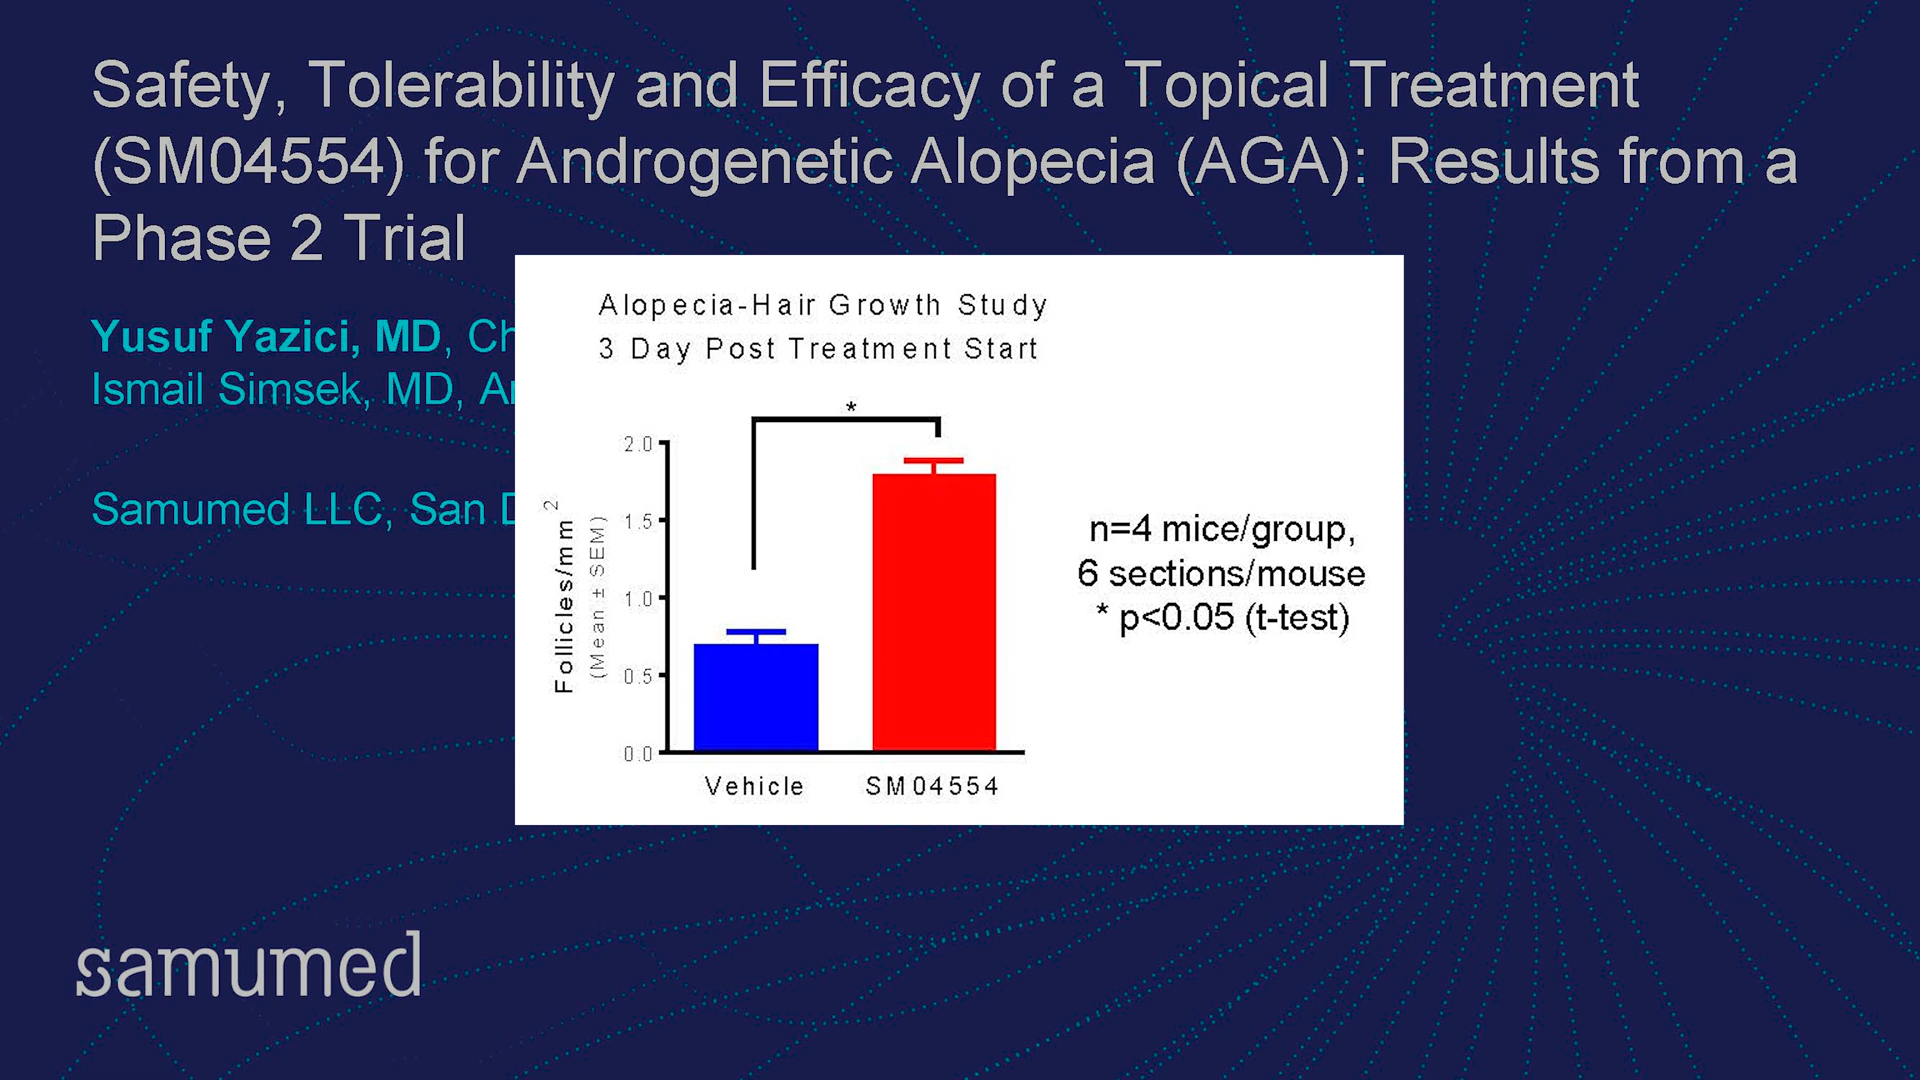 Safety, Tolerability and Efficacy of a Topical Treatment
(SM04554) for Androgenetic Alopecia (AGA): Results from a
Phase 2 Trial
Yusuf Yazici, MD,
Ismail Simsek, MD,
Samumed LLC, San
Alopecia-Hair Growth Study
3 Day Post Treatment Start
*
2.0
1.5
1.0
0.5
0.0
Follicles/mm²
(Mean ± SEM)
Vehicle SM04554
n=4 mice/group,
6 sections/mouse
* p<0.05 (t-test)
samumed